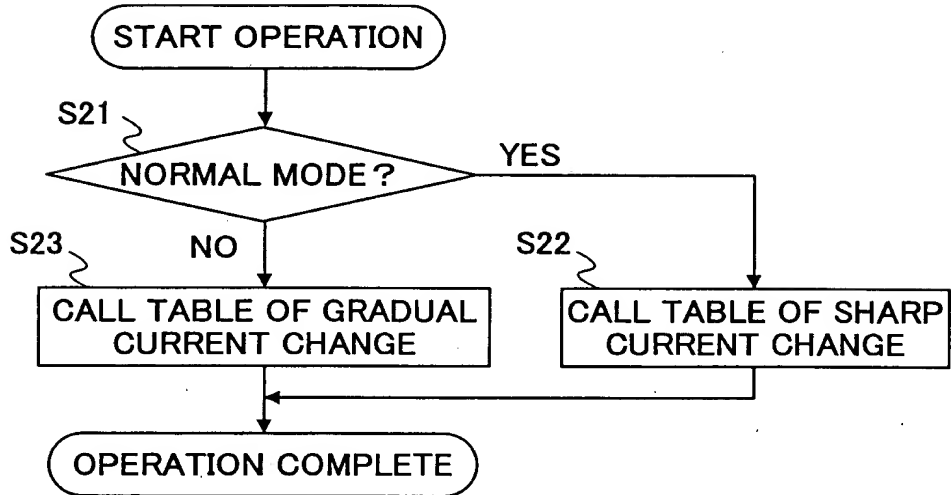 START OPERATION
S21
NORMAL MODE?
YES
NO
S23
CALL TABLE OF GRADUAL
CURRENT CHANGE
S22
CALL TABLE OF SHARP
CURRENT CHANGE
OPERATION COMPLETE